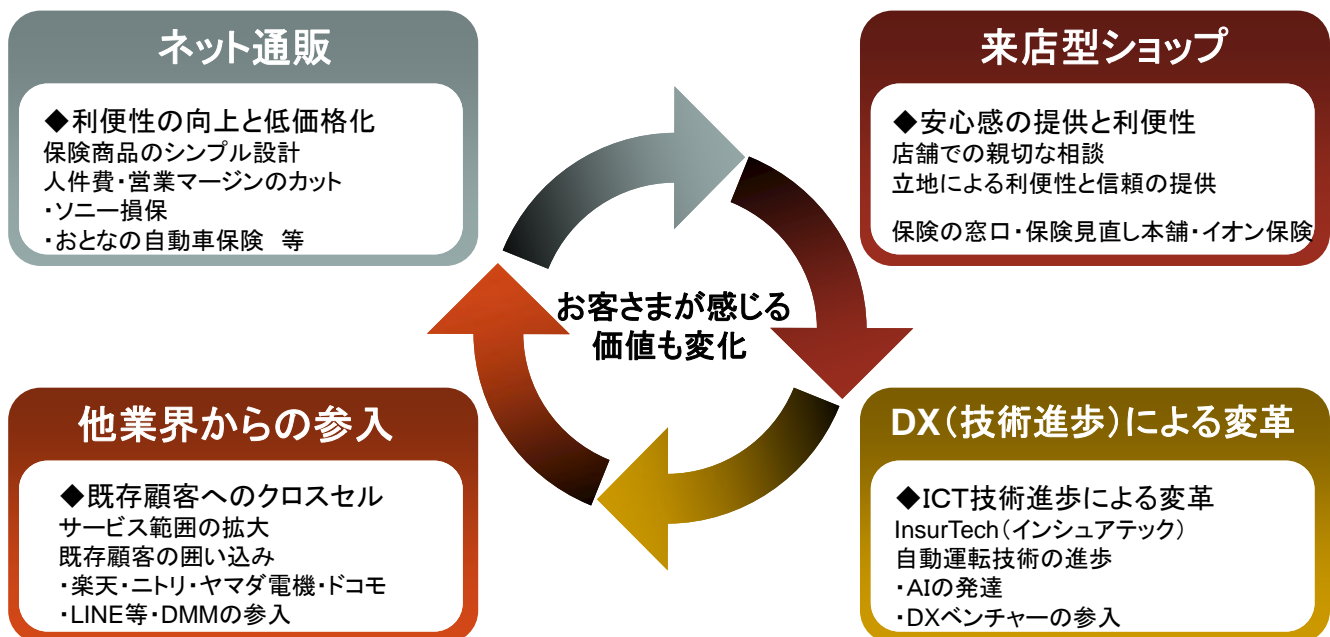 ネット通販
◆利便性の向上と低価格化
保険商品のシンプル設計
人件費・営業マージンのカット
・ソニー損保
・おとなの自動車保険　等
来店型ショップ
◆安心感の提供と利便性
店舗での親切な相談
立地による利便性と信頼の提供
保険の窓口・保険見直し本舗・イオン保険
お客さまが感じる
価値も変化
他業界からの参入
◆既存顧客へのクロスセル
サービス範囲の拡大
既存顧客の囲い込み
・楽天・ニトリ・ヤマダ電機・ドコモ
・LINE等・DMMの参入
DX（技術進歩）による変革
◆ICT技術進歩による変革
InsurTech（インシュアテック）
自動運転技術の進歩
・AIの発達
・DXベンチャーの参入